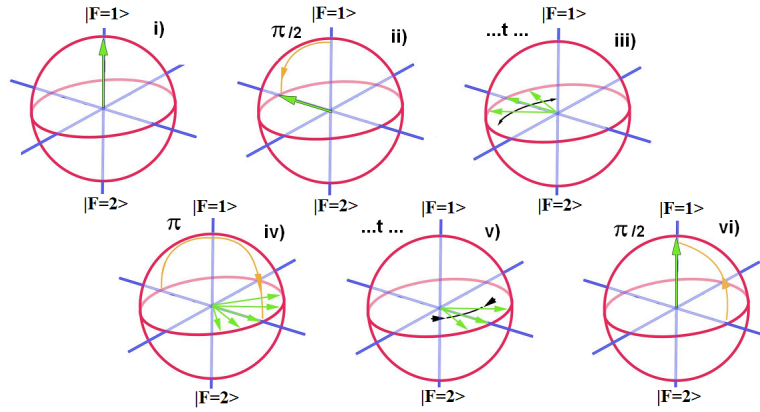 |F=1>
i)
|F=2>
|F=1>
π/2
ii)
|F=2>
...t ...
|F=1>
iii)
|F=2>
π
|F=1>
iv)
|F=2>
...t ...
|F=1>
v)
|F=2>
π/2
|F=1>
vi)
|F=2>